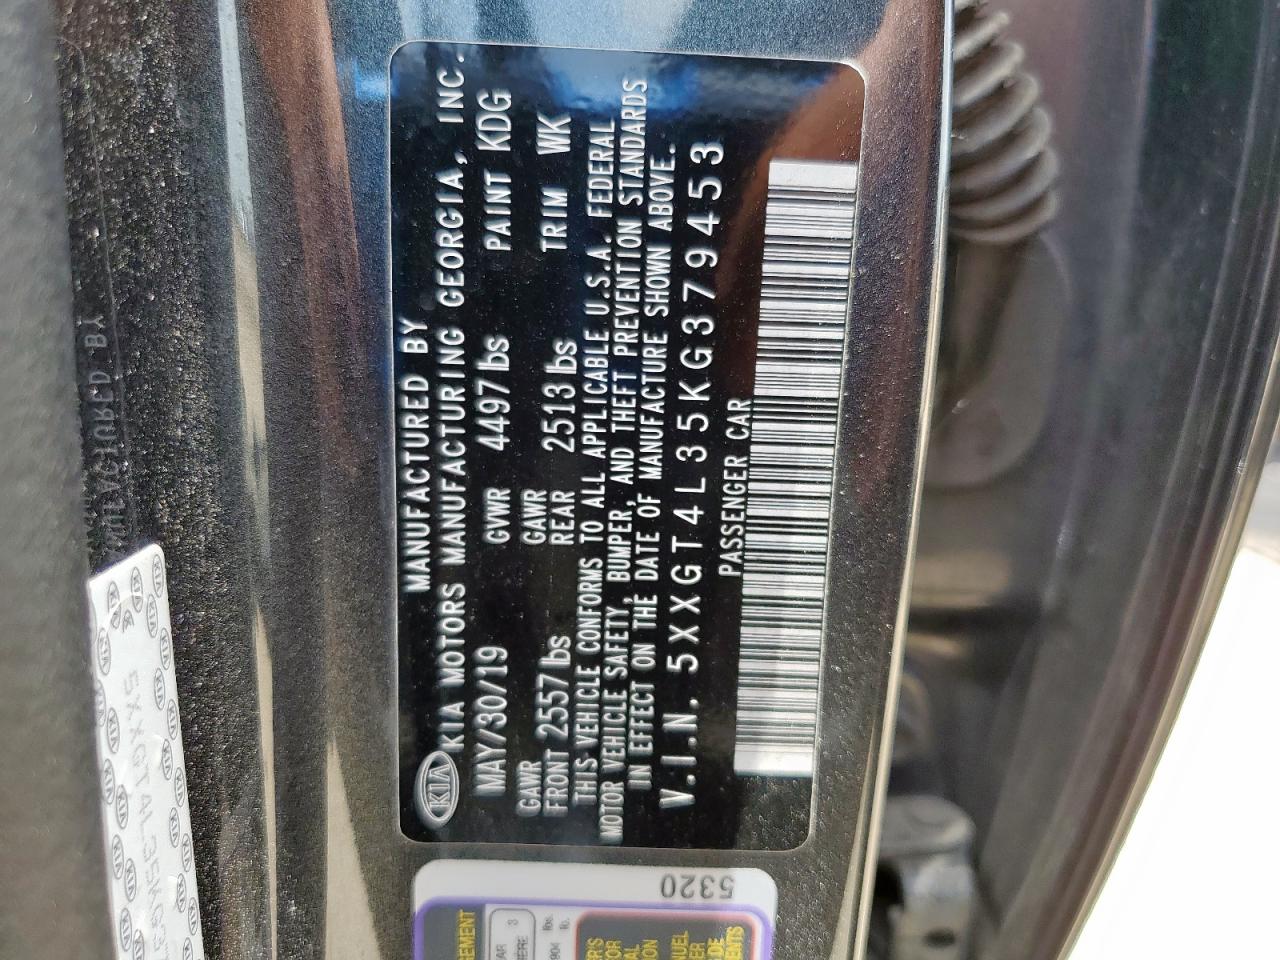 MANUFACTURED BY
KIA KIA MOTORS MANUFACTURING GEORGIA, INC.
MAY/30/19 GVWR 4497 lbs PAINT KDG
GAWR FRONT 2557 lbs GAWR REAR 2513 lbs TRIM WK
THIS VEHICLE CONFORMS TO ALL APPLICABLE U.S.A. FEDERAL
MOTOR VEHICLE SAFETY, BUMPER, AND THEFT PREVENTION STANDARDS
IN EFFECT ON THE DATE OF MANUFACTURE SHOWN ABOVE.
V.I.N. 5XXGT4L35KG379453
PASSENGER CAR
5320
5XXGT4L35KG3